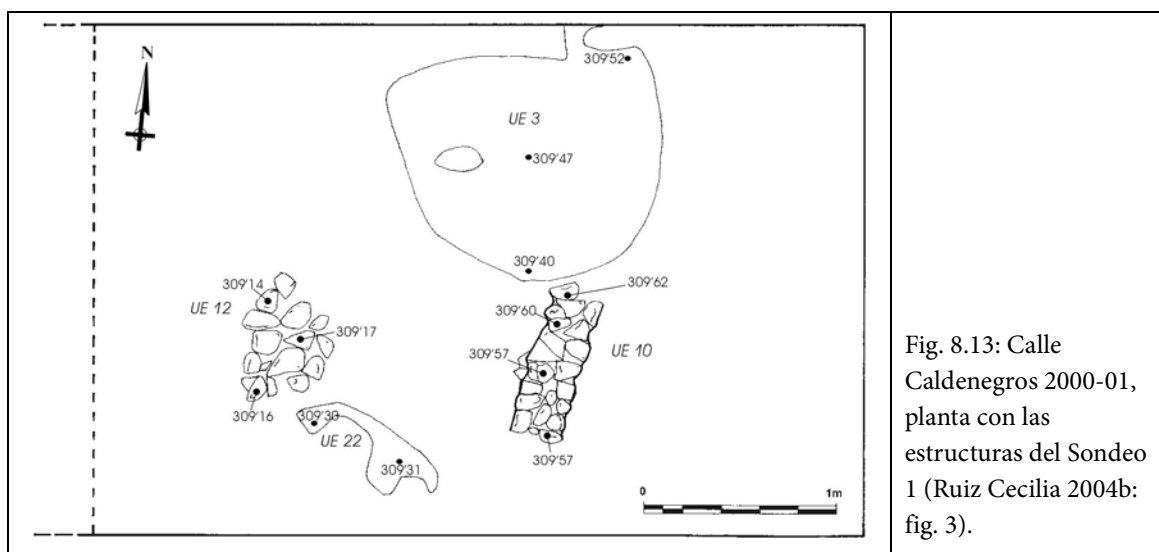 N
309'52
UE 3
309'47
309'40
309'14
309'62
UE 12
309'60
309'17
UE 10
309'57
309'16
309'30
UE 22
309'57
309'31
0 1m
Fig. 8.13: Calle
Caldenegros 2000-01,
planta con las
estructuras del Sondeo
1 (Ruiz Cecilia 2004b:
fig. 3).